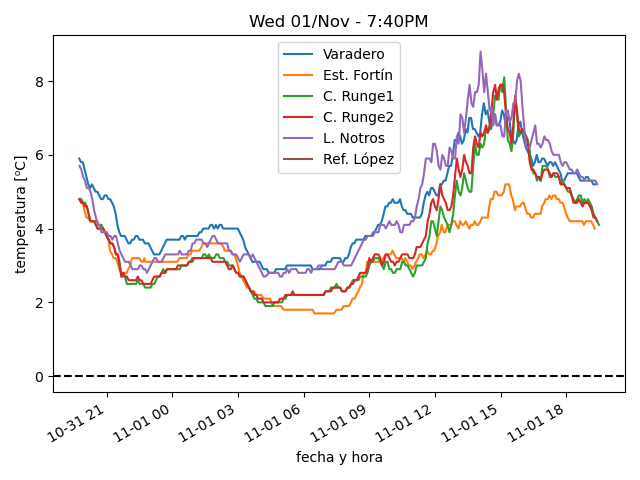 Wed 01/Nov - 7:40PM
Varadero
Est. Fortín
C. Runge1
C. Runge2
L. Notros
Ref. López
temperatura [ºC]
8
6
4
2
0
10-31 21
11-01 00
11-01 03
11-01 06
11-01 09
11-01 12
11-01 15
11-01 18
fecha y hora